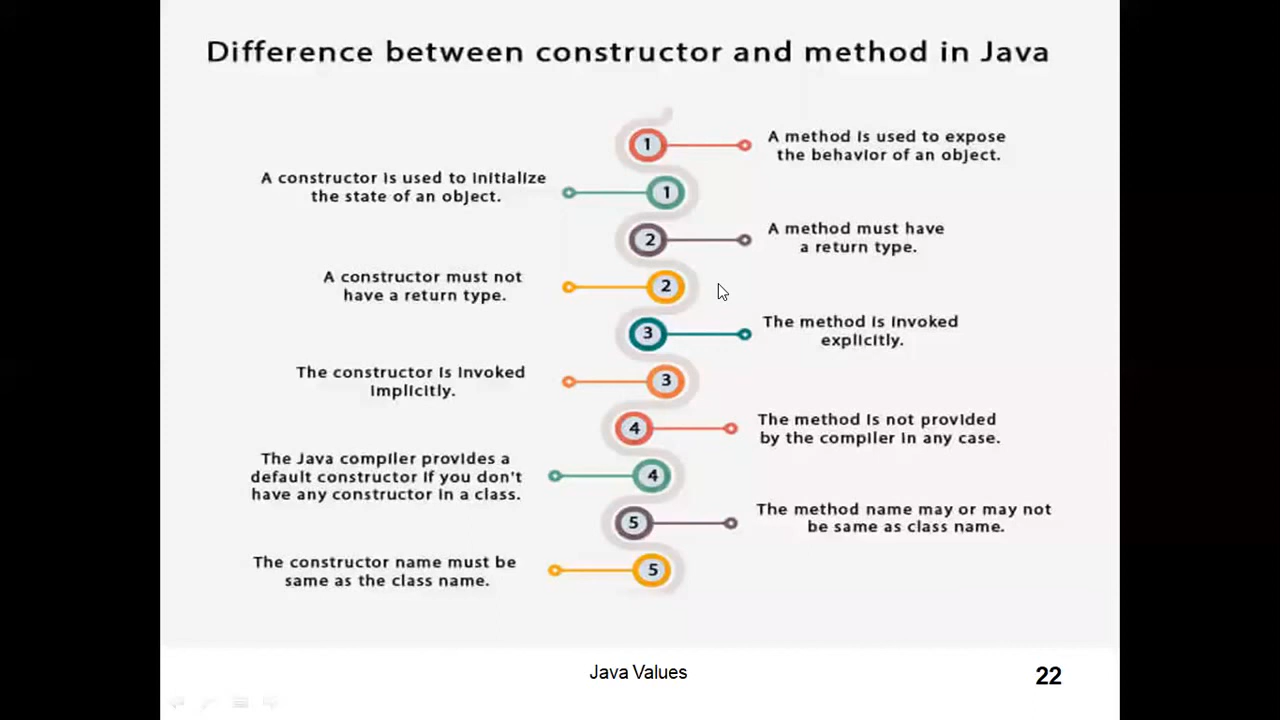 Difference between constructor and method in Java
1
A method is used to expose
the behavior of an object.
A constructor is used to initialize
the state of an object.
1
2
A method must have
a return type.
A constructor must not
have a return type.
2
3
The method is invoked
explicitly.
The constructor is invoked
implicitly.
3
4
The method is not provided
by the compiler in any case.
The Java compiler provides a
default constructor if you don't
have any constructor in a class.
4
5
The method name may or may not
be same as class name.
The constructor name must be
same as the class name.
5
Java Values
22